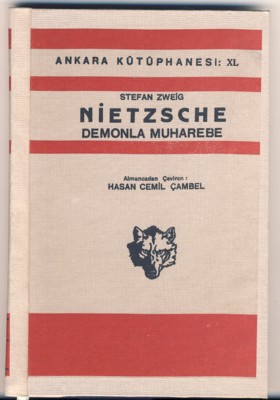 ANKARA KÜTÜPHANESİ: XL
STEFAN ZWEIG
NİETZSCHE
DEMONLA MUHAREBE
Almancadan Çeviren :
HASAN CEMİL ÇAMBEL